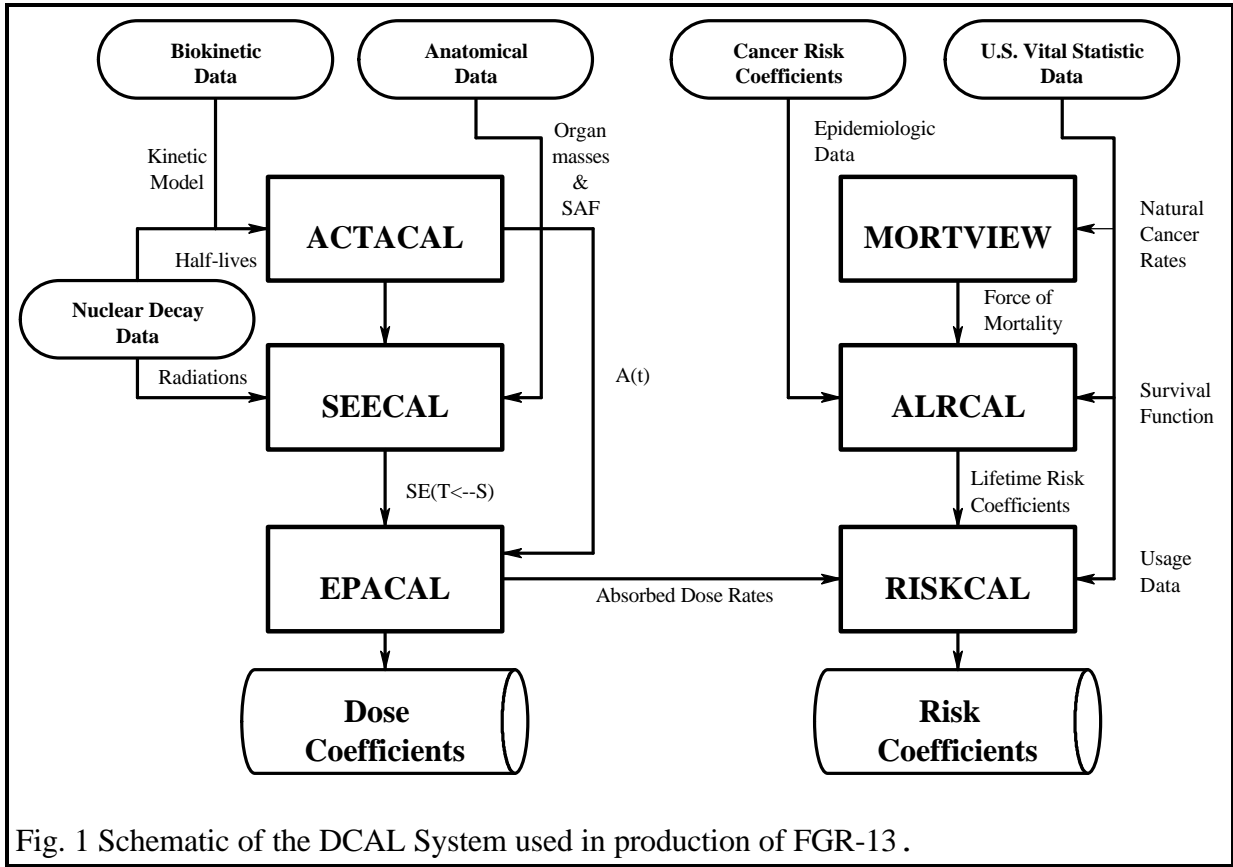 Biokinetic
Data
Anatomical
Data
Cancer Risk
Coefficients
U.S. Vital Statistic
Data
Kinetic
Model
Organ
masses
&
SAF
Epidemiologic
Data
ACTACAL
MORTVIEW
Natural
Cancer
Rates
Half-lives
Nuclear Decay
Data
Force of
Mortality
Radiations
SEECAL
A(t)
ALRCAL
Survival
Function
SE(T<--S)
Lifetime Risk
Coefficients
EPACAL
Absorbed Dose Rates
RISKCAL
Usage
Data
Dose
Coefficients
Risk
Coefficients
Fig. 1 Schematic of the DCAL System used in production of FGR-13.